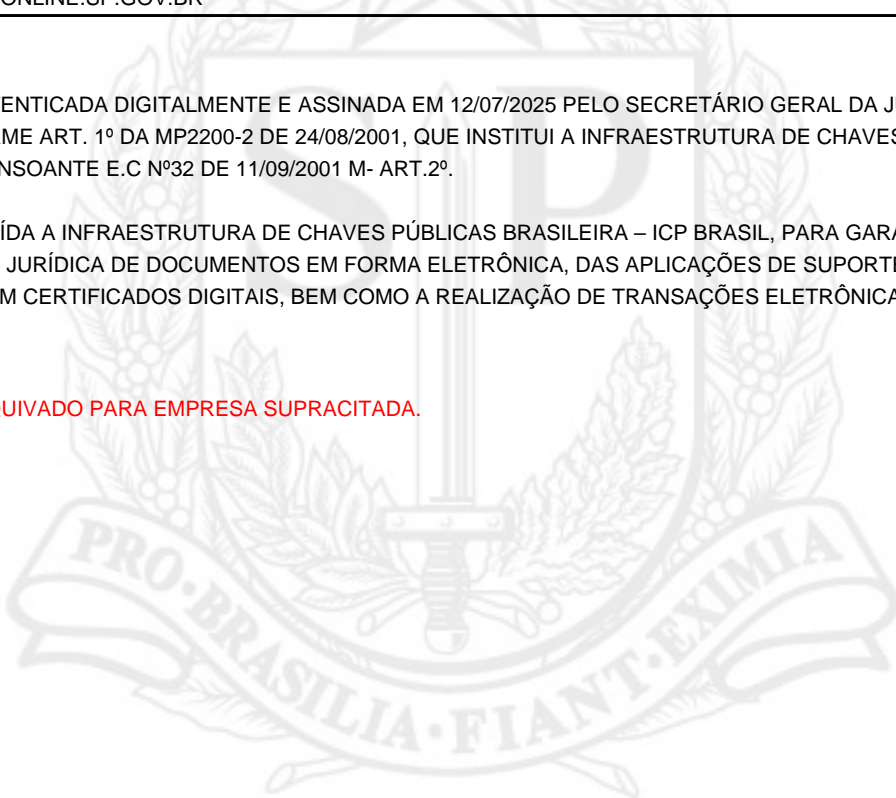 ONLINE.SP.GOV.BR
ENTICADA DIGITALMENTE E ASSINADA EM 12/07/2025 PELO SECRETÁRIO GERAL DA J
ME ART. 1º DA MP2200-2 DE 24/08/2001, QUE INSTITUI A INFRAESTRUTURA DE CHAVES
NSOANTE E.C Nº32 DE 11/09/2001 M- ART.2º.
ÍDA A INFRAESTRUTURA DE CHAVES PÚBLICAS BRASILEIRA – ICP BRASIL, PARA GARA
JURÍDICA DE DOCUMENTOS EM FORMA ELETRÔNICA, DAS APLICAÇÕES DE SUPORTE
M CERTIFICADOS DIGITAIS, BEM COMO A REALIZAÇÃO DE TRANSAÇÕES ELETRÔNICA
UIVADO PARA EMPRESA SUPRACITADA.
SP
PRO·BRASILIA·FIANT·EXIMIA